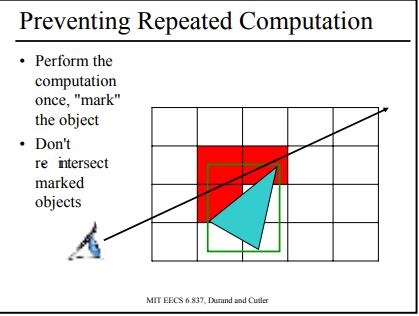 Preventing Repeated Computation
• Perform the
computation
once, "mark"
the object
• Don't
re intersect
marked
objects
MIT EECS 6.837, Durand and Cutler